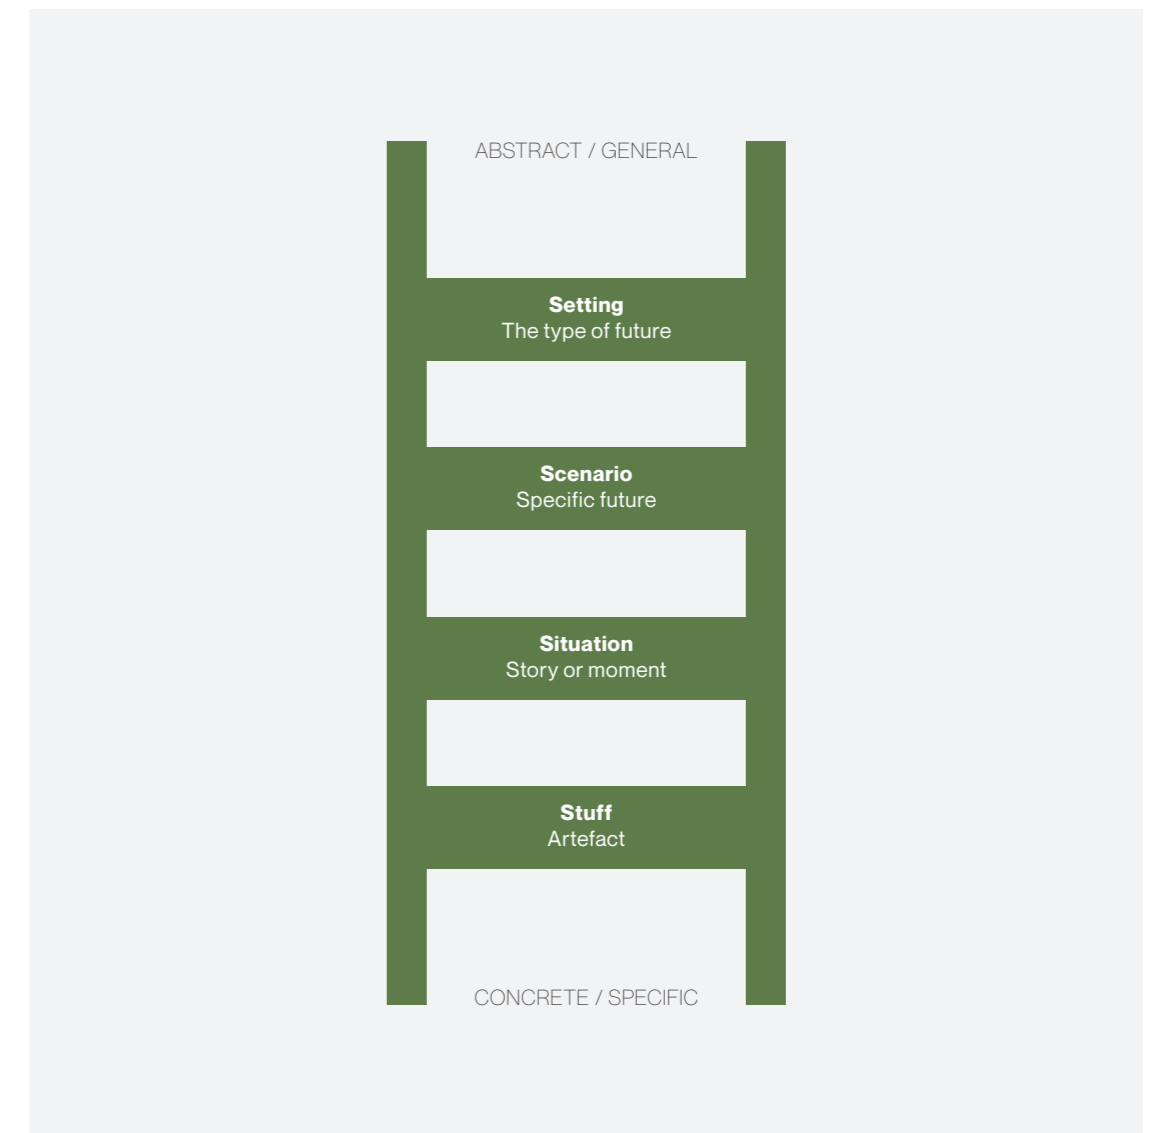 ABSTRACT / GENERAL
Setting
The type of future
Scenario
Specific future
Situation
Story or moment
Stuff
Artefact
CONCRETE / SPECIFIC